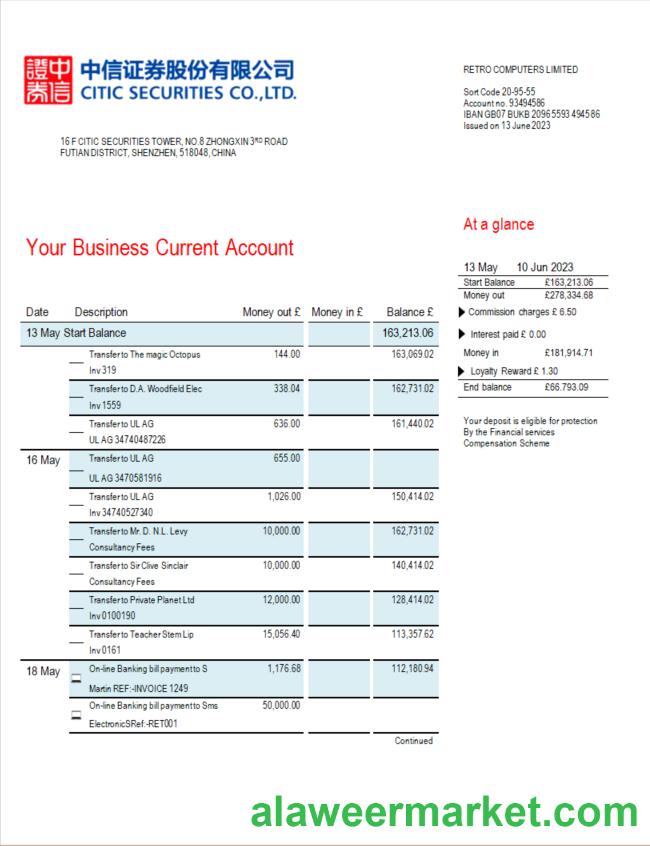 證中
券信
中信证券股份有限公司
CITIC SECURITIES CO.,LTD.
16 F CITIC SECURITIES TOWER, NO.8 ZHONGXIN 3RD ROAD
FUTIAN DISTRICT, SHENZHEN, 518048, CHINA
RETRO COMPUTERS LIMITED
Sort Code 20-95-55
Account no. 93494586
IBAN GB07 BUKB 2096 5593 494586
Issued on 13 June 2023
Your Business Current Account
At a glance
13 May 10 Jun 2023
Start Balance £163,213.06
Money out £278,334.68
Commission charges £ 6.50
Interest paid £ 0.00
Money in £181,914.71
Loyalty Reward £ 1.30
End balance £66.793.09
Your deposit is eligible for protection
By the Financial services
Compensation Scheme
Date Description Money out £ Money in £ Balance £
13 May Start Balance 163,213.06
Transfer to The magic Octopus 144.00 163,069.02
Inv 319
Transfer to D.A. Woodfield Elec 338.04 162,731.02
Inv 1559
Transfer to UL AG 636.00 161,440.02
UL AG 34740487226
16 May Transfer to UL AG 655.00
UL AG 3470581916
Transfer to UL AG 1,026.00 150,414.02
Inv 34740527340
Transfer to Mr. D. N.L. Levy 10,000.00 162,731.02
Consultancy Fees
Transfer to Sir Clive Sinclair 10,000.00 140,414.02
Consultancy Fees
Transfer to Private Planet Ltd 12,000.00 128,414.02
Inv 0100190
Transfer to Teacher Stem Lip 15,056.40 113,357.62
Inv 0161
18 May On-line Banking bill payment to S 1,176.68 112,180.94
Martin REF:-INVOICE 1249
On-line Banking bill payment to Sms 50,000.00
ElectronicSRef:-RET001
Continued
alaweermarket.com